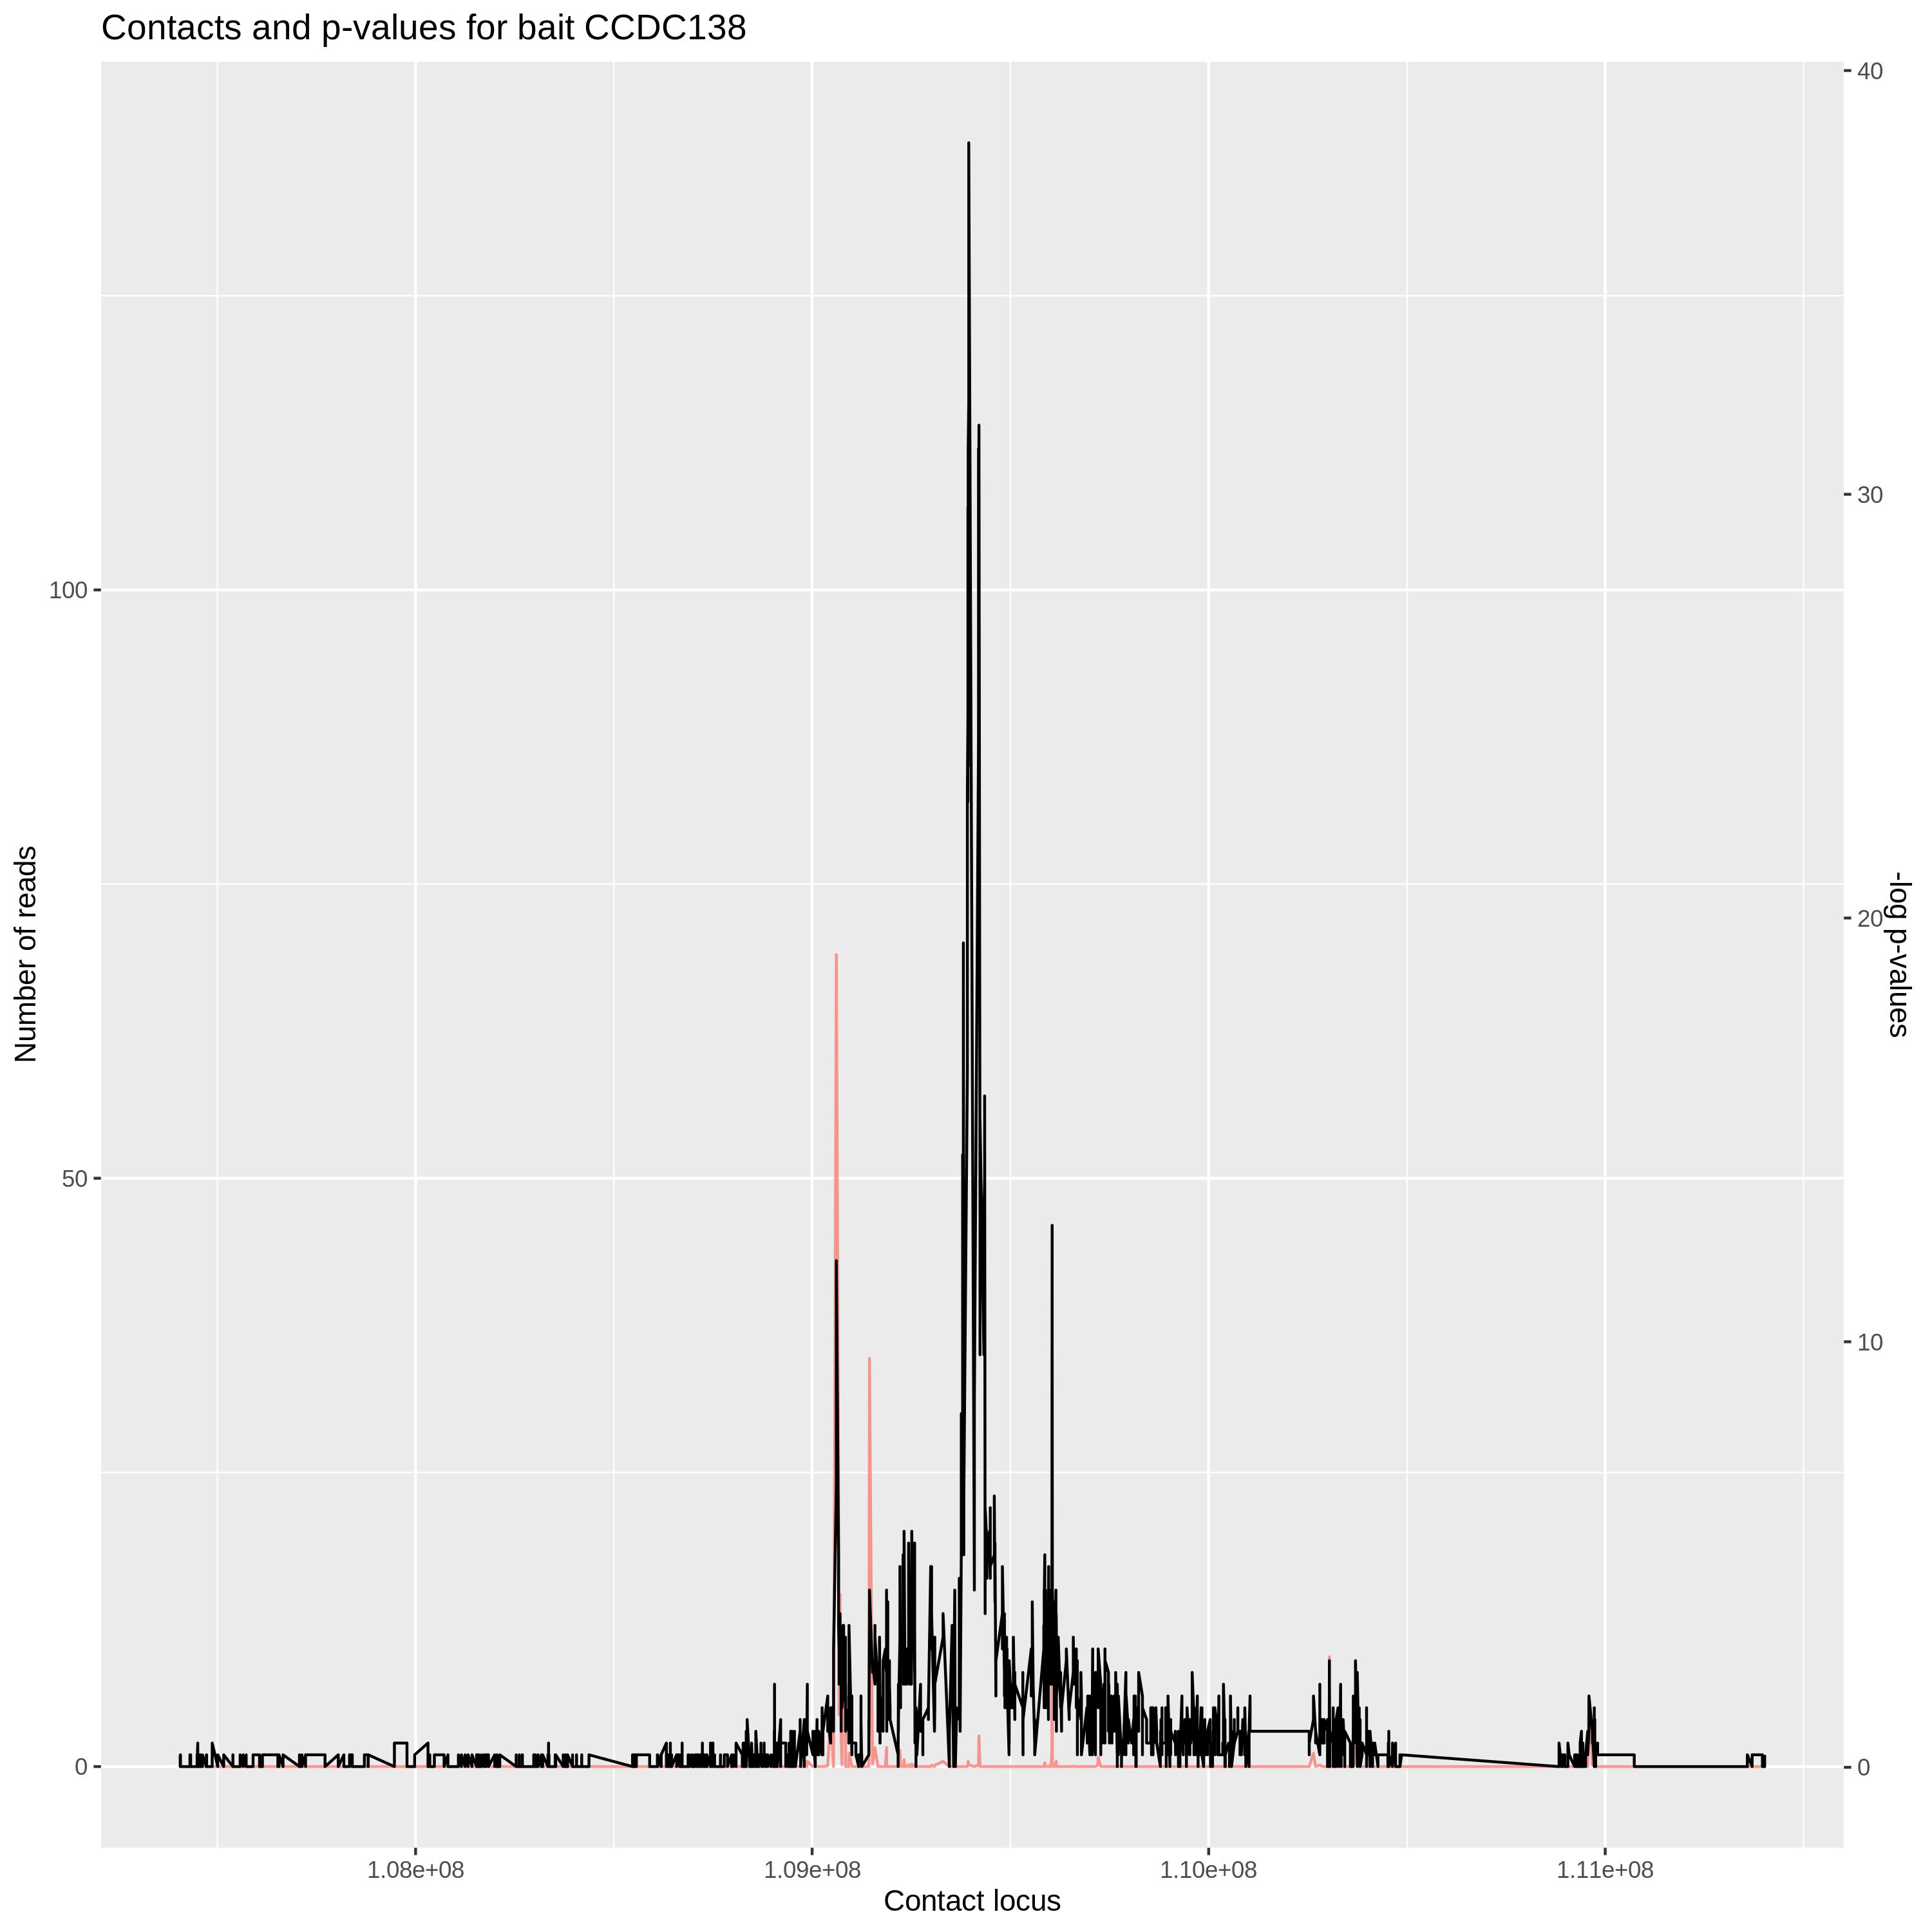 Contacts and p-values for bait CCDC138
Number of reads
100
50
0
40
30
20
10
0
-log p-values
1.08e+08
1.09e+08
1.10e+08
1.11e+08
Contact locus